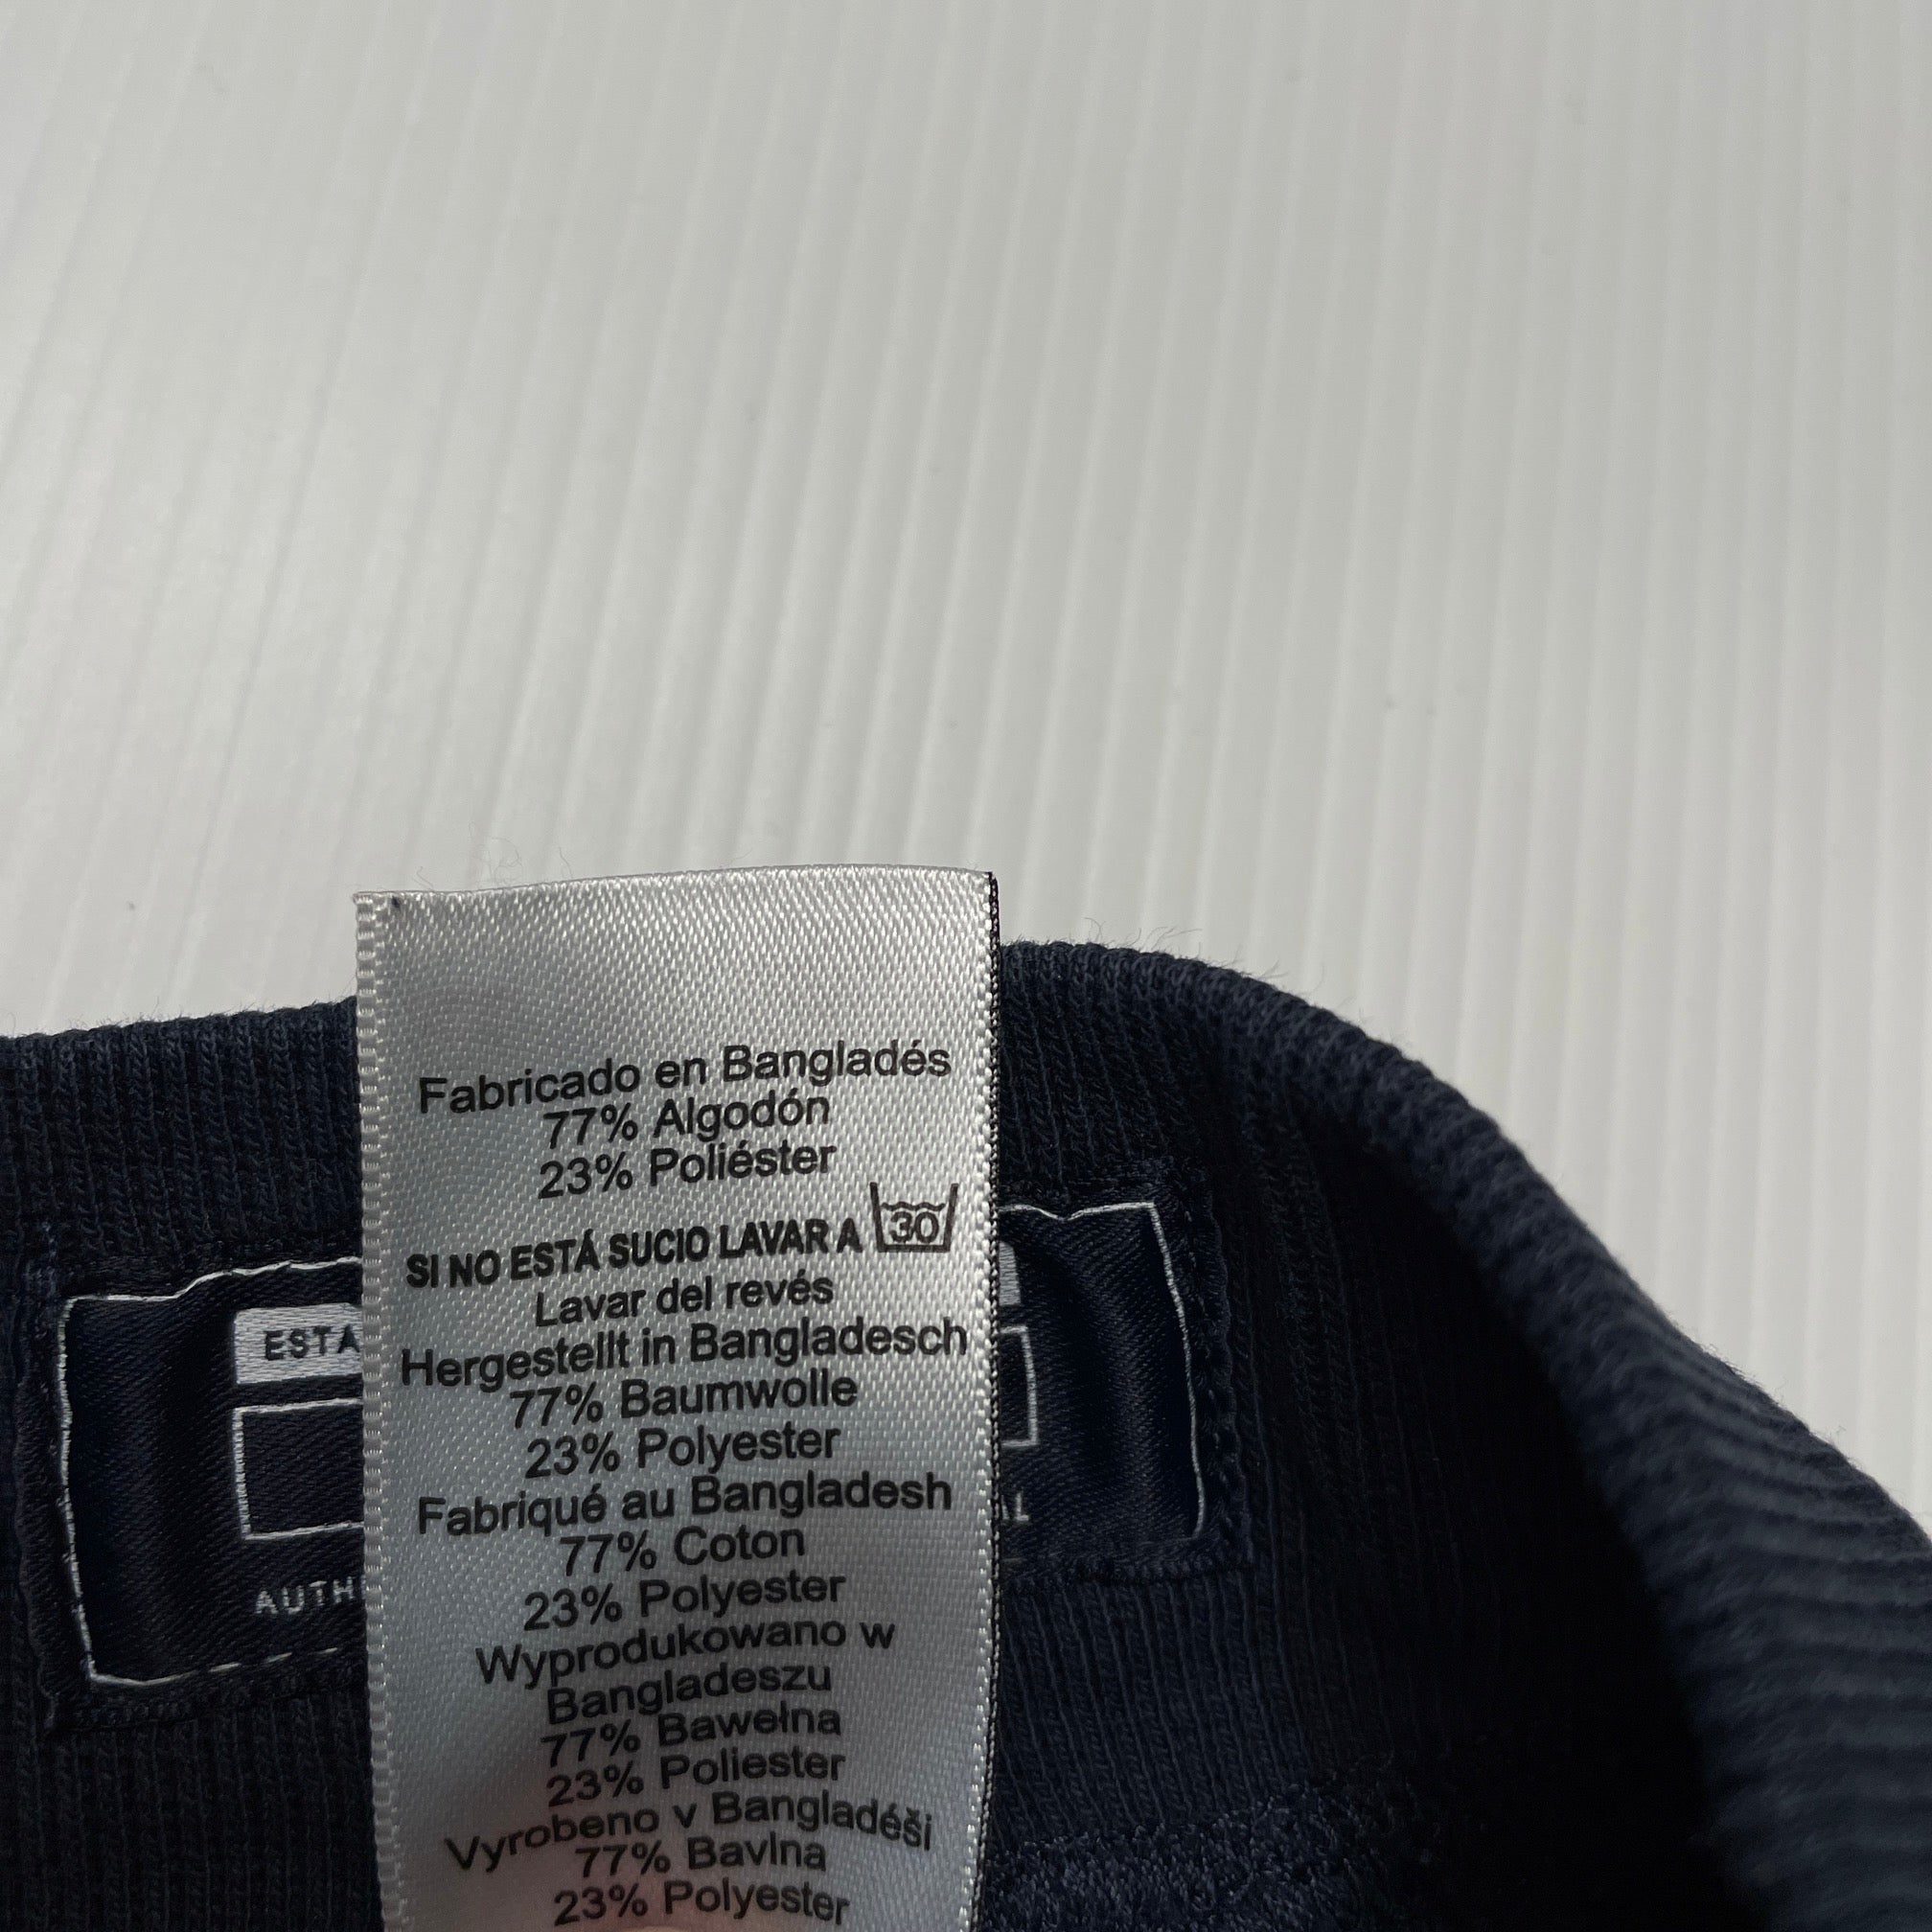 Fabricado en Bangladés
77% Algodón
23% Poliéster
SI NO ESTÁ SUCIO LAVAR A 30
Lavar del revés
Hergestellt in Bangladesch
77% Baumwolle
23% Polyester
Fabriqué au Bangladesh
77% Coton
23% Polyester
Wyprodukowano w
Bangladeszu
77% Bawełna
23% Poliester
Vyrobeno v Bangladéši
77% Bavlna
23% Polyester
ESTA
AUTH